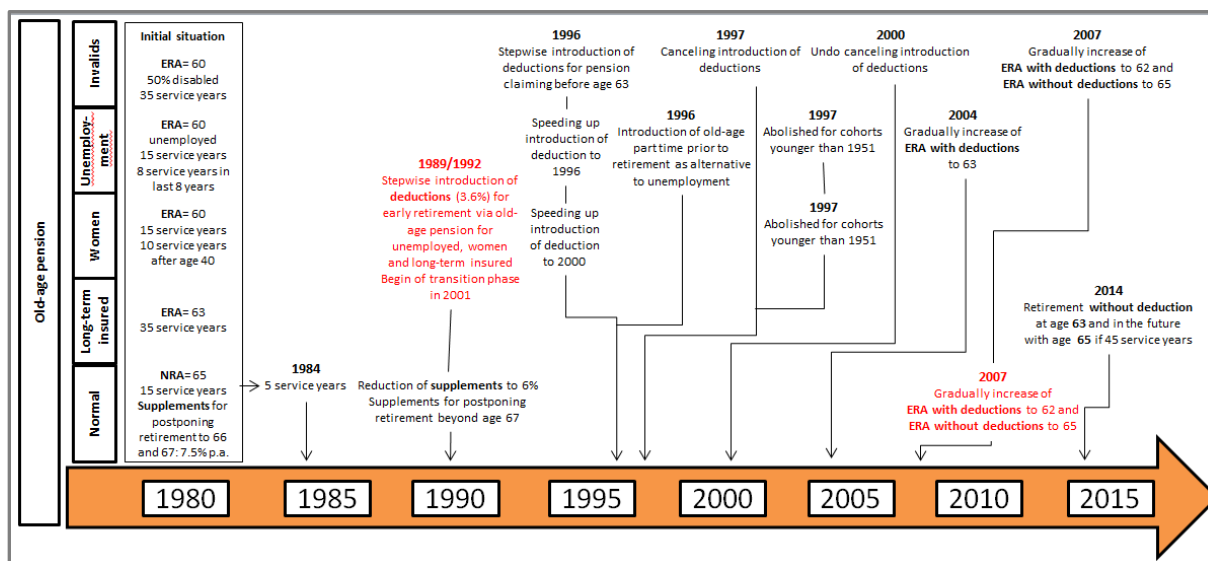 Old-age pension
Invalids
Unemploy-
ment
Women
Long-term
insured
Normal
Initial situation
ERA= 60
50% disabled
35 service years
ERA= 60
unemployed
15 service years
8 service years in
last 8 years
ERA= 60
15 service years
10 service years
after age 40
ERA= 63
35 service years
NRA= 65
15 service years
Supplements for
postponing
retirement to 66
and 67: 7.5% p.a.
1984
5 service years
1989/1992
Stepwise introduction of
deductions (3.6%) for
early retirement via old-
age pension for
unemployed, women
and long-term insured
Begin of transition phase
in 2001
Reduction of supplements to 6%
Supplements for postponing
retirement beyond age 67
1996
Stepwise introduction of
deductions for pension
claiming before age 63
Speeding up
introduction of
deduction to
1996
Speeding up
introduction
of deduction
to 2000
1996
Introduction of old-age
part time prior to
retirement as alternative
to unemployment
1997
Canceling introduction of
deductions
1997
Abolished for cohorts
younger than 1951
1997
Abolished for cohorts
younger than 1951
2000
Undo canceling introduction
of deductions
2004
Gradually increase of
ERA with deductions
to 63
2007
Gradually increase of
ERA with deductions to 62 and
ERA without deductions to 65
2007
Gradually increase of
ERA with deductions to 62 and
ERA without deductions to 65
2014
Retirement without deduction
at age 63 and in the future
with age 65 if 45 service years
1980
1985
1990
1995
2000
2005
2010
2015